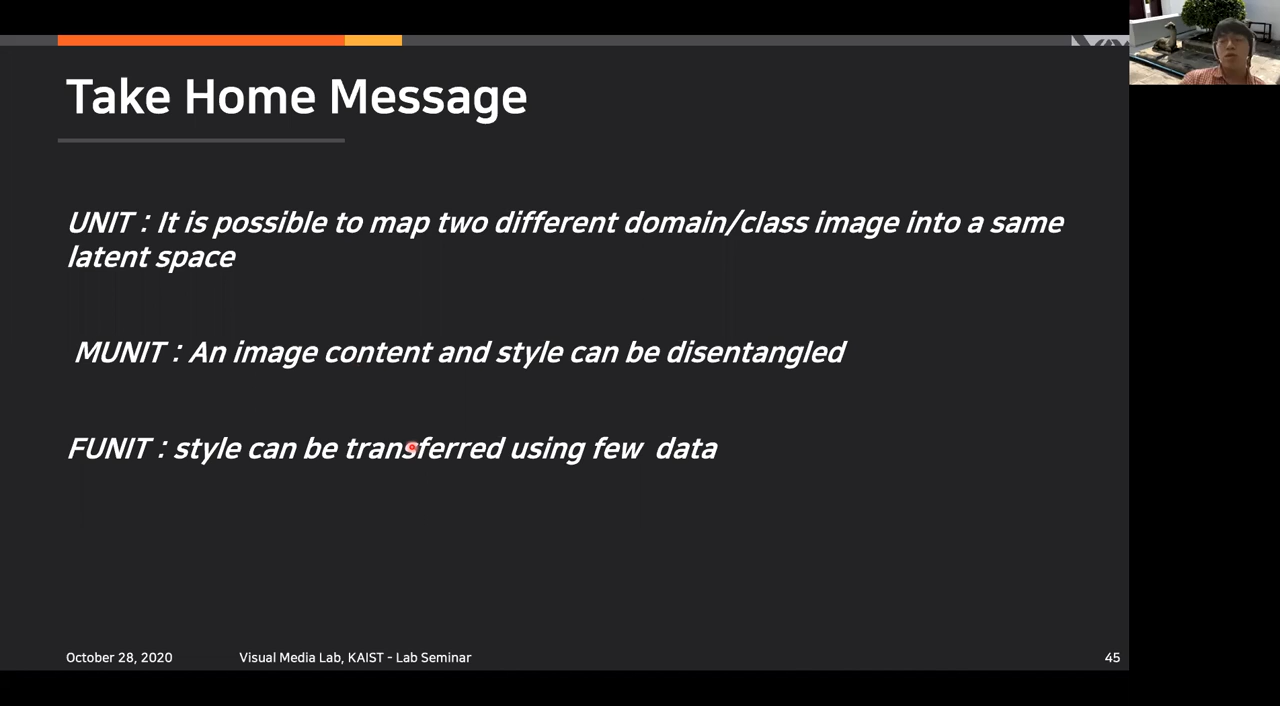 Take Home Message
UNIT : It is possible to map two different domain/class image into a same
latent space
MUNIT : An image content and style can be disentangled
FUNIT : style can be transferred using few  data
October 28, 2020
Visual Media Lab, KAIST - Lab Seminar
45